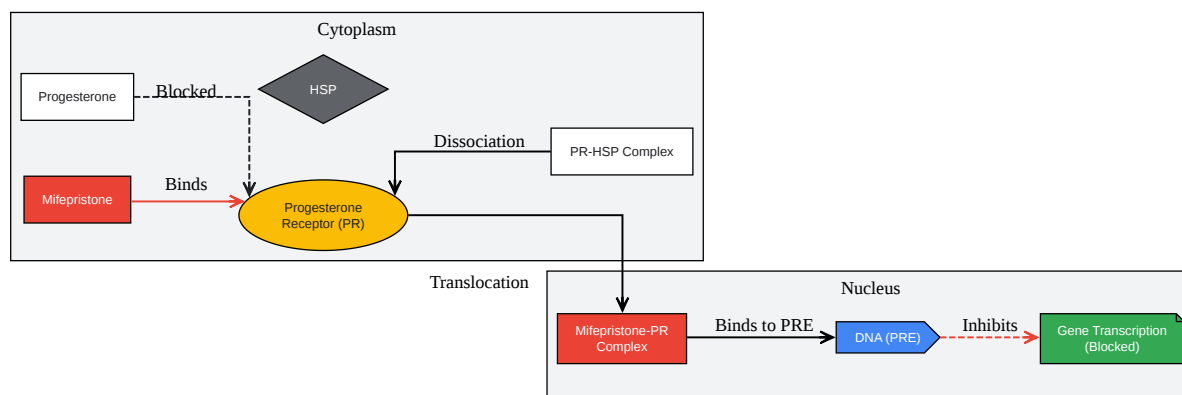 Cytoplasm
HSP
Progesterone
Blocked
Dissociation
PR-HSP Complex
Mifepristone
Binds
Progesterone
Receptor (PR)
Translocation
Nucleus
Mifepristone-PR
Complex
Binds to PRE
DNA (PRE)
Inhibits
Gene Transcription
(Blocked)